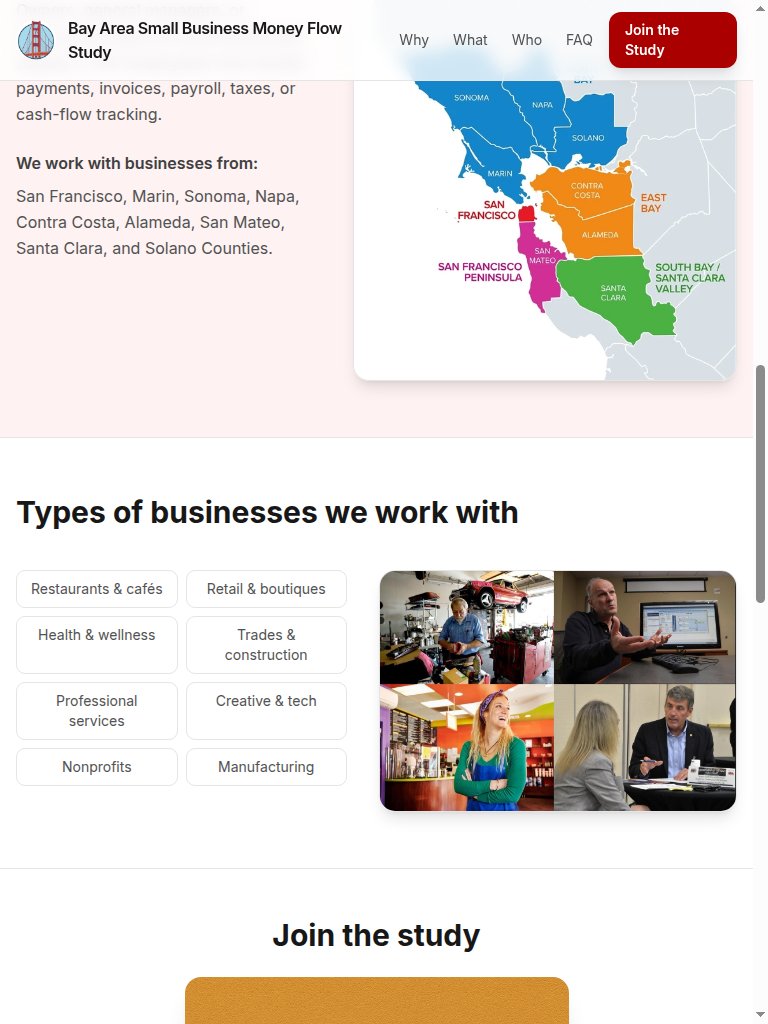 Bay Area Small Business Money Flow
Study
Why
What
Who
FAQ
Join the
Study
payments, invoices, payroll, taxes, or
cash-flow tracking.
We work with businesses from:
San Francisco, Marin, Sonoma, Napa,
Contra Costa, Alameda, San Mateo,
Santa Clara, and Solano Counties.
BAY
SONOMA
NAPA
SOLANO
MARIN
CONTRA
COSTA
EAST
BAY
SAN
FRANCISCO
ALAMEDA
SAN
MATEO
SAN FRANCISCO
PENINSULA
SOUTH BAY /
SANTA CLARA
VALLEY
SANTA
CLARA
Types of businesses we work with
Restaurants & cafés
Retail & boutiques
Health & wellness
Trades &
construction
Professional
services
Creative & tech
Nonprofits
Manufacturing
Join the study